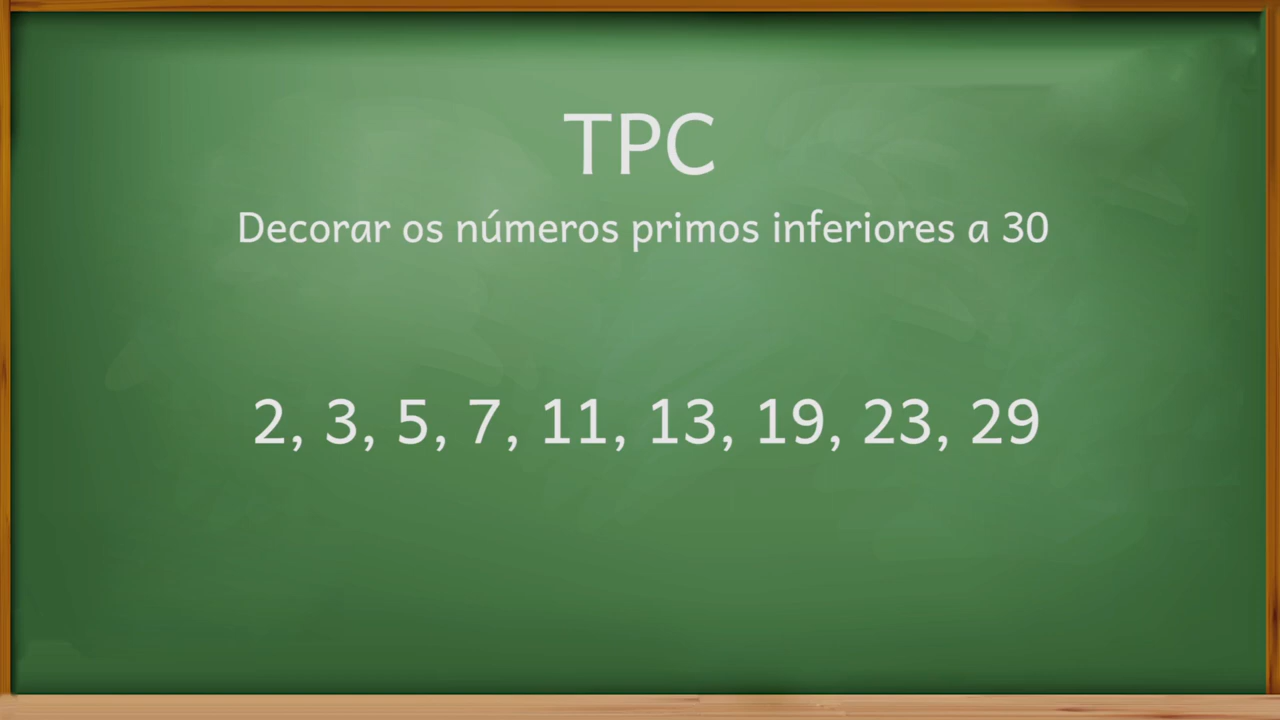 TPC
Decorar os números primos inferiores a 30
2, 3, 5, 7, 11, 13, 19, 23, 29